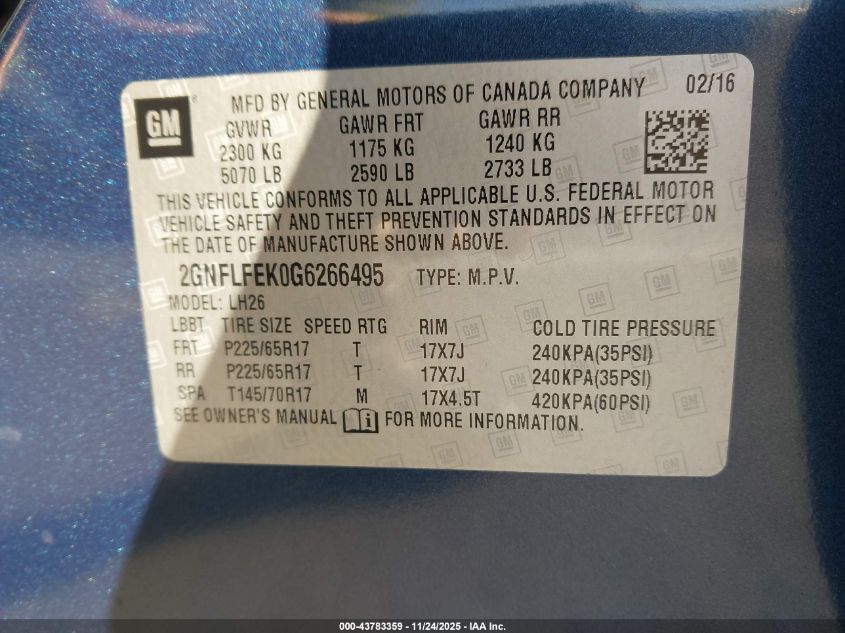 GM ® MFD BY GENERAL MOTORS OF CANADA COMPANY 02/16
GVWR GAWR FRT GAWR RR
2300 KG 1175 KG 1240 KG
5070 LB 2590 LB 2733 LB
THIS VEHICLE CONFORMS TO ALL APPLICABLE U.S. FEDERAL MOTOR
VEHICLE SAFETY AND THEFT PREVENTION STANDARDS IN EFFECT ON
THE DATE OF MANUFACTURE SHOWN ABOVE.
2GNFLFEK0G6266495 TYPE: M.P.V.
MODEL: LH26
LBBT TIRE SIZE SPEED RTG RIM COLD TIRE PRESSURE
FRT P225/65R17 T 17X7J 240KPA(35PSI)
RR P225/65R17 T 17X7J 240KPA(35PSI)
SPA T145/70R17 M 17X4.5T 420KPA(60PSI)
SEE OWNER'S MANUAL FOR MORE INFORMATION.
000-43783359 - 11/24/2025 - IAA Inc.